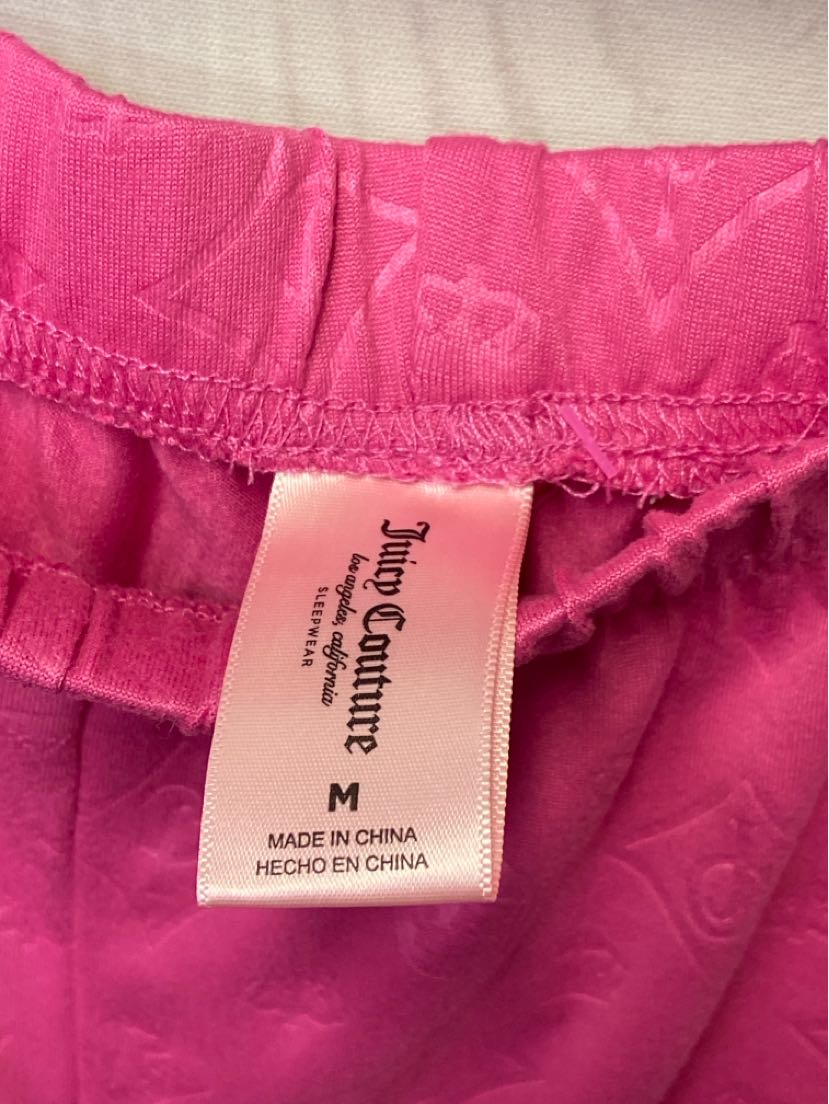 Juicy Couture
los angeles, california
SLEEPWEAR
M
MADE IN CHINA
HECHO EN CHINA